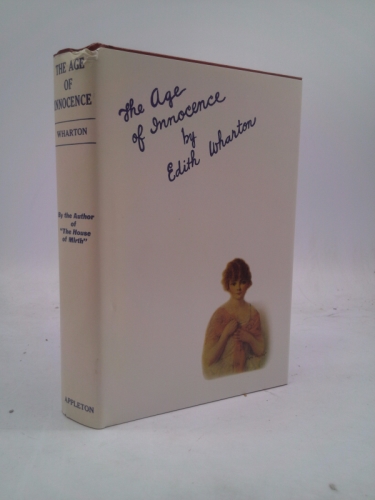 THE AGE
OF
INNOCENCE
WHARTON
By the Author
of
"The House
of Mirth"
APPLETON
The Age
of Innocence
by
Edith Wharton